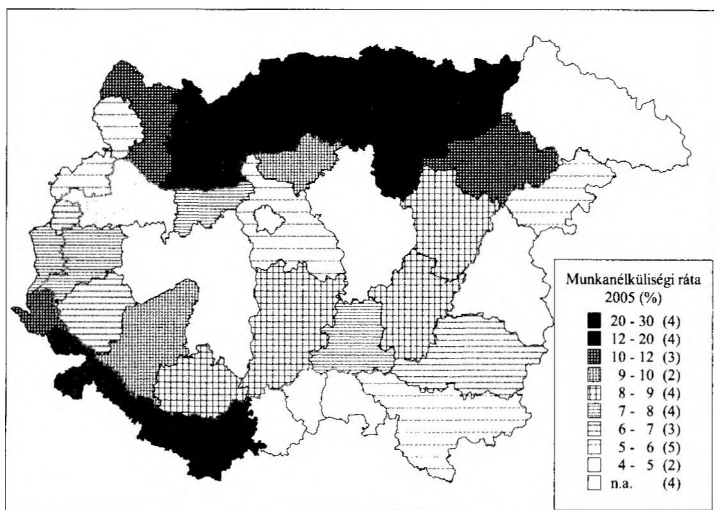 Munkanélküliségi ráta
2005 (%)
20 - 30 (4)
12 - 20 (4)
10 - 12 (3)
9 - 10 (2)
8 - 9 (4)
7 - 8 (4)
6 - 7 (3)
5 - 6 (5)
4 - 5 (2)
n.a. (4)